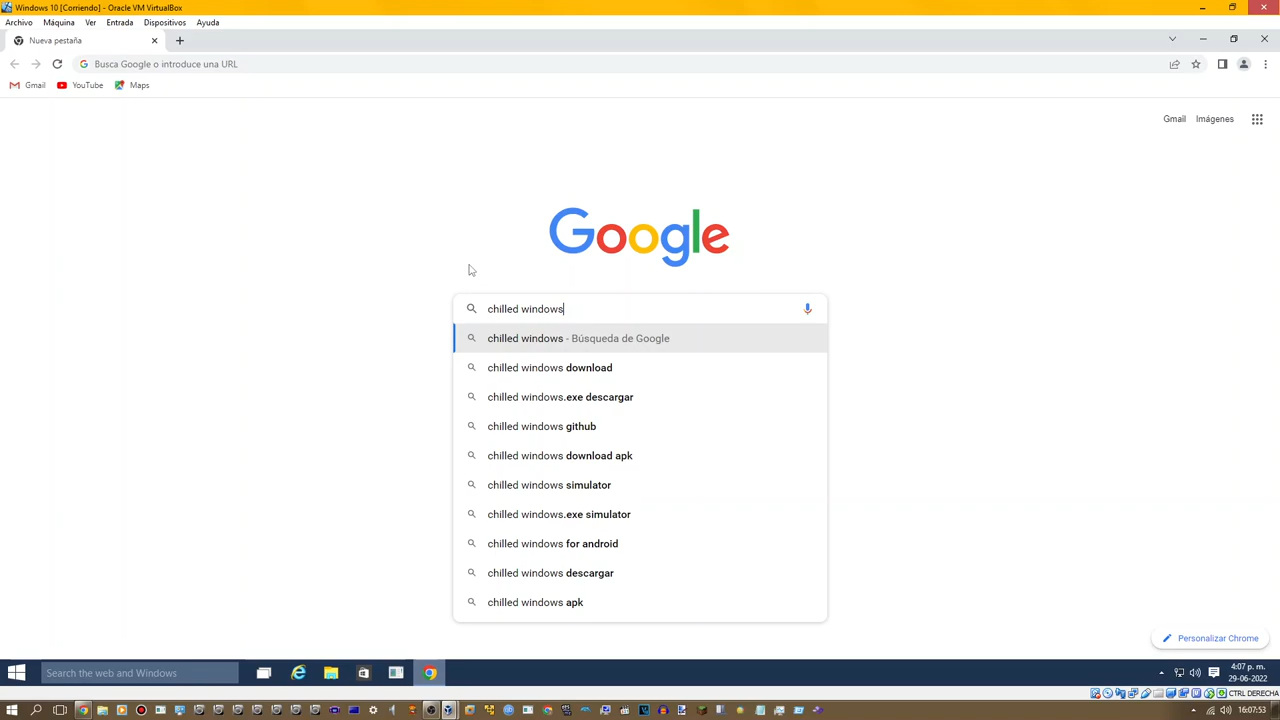 Windows 10 [Corriendo] - Oracle VM VirtualBox
Archivo Máquina Ver Entrada Dispositivos Ayuda
Nueva pestaña
Busca Google o introduce una URL
Gmail YouTube Maps
Gmail Imágenes
Google
chilled windows
chilled windows - Búsqueda de Google
chilled windows download
chilled windows.exe descargar
chilled windows github
chilled windows download apk
chilled windows simulator
chilled windows.exe simulator
chilled windows for android
chilled windows descargar
chilled windows apk
Personalizar Chrome
Search the web and Windows
4:07 p. m.
29-06-2022
CTRL DERECHA
16:07:53